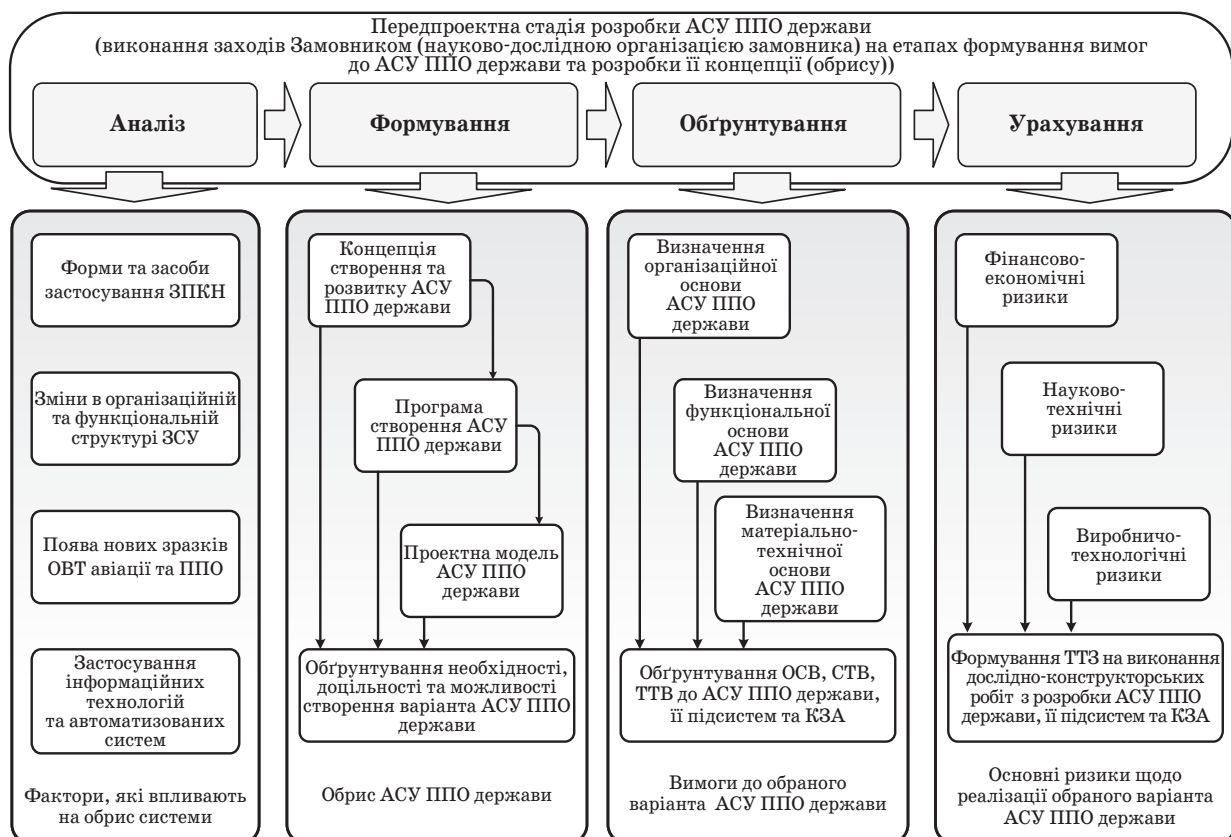 Передпроектна стадія розробки АСУ ППО держави
(виконання заходів Замовником (науково-дослідною організацією замовника) на етапах формування вимог
до АСУ ППО держави та розробки її концепції (обрису))
Аналіз
Формування
Обґрунтування
Урахування
Форми та засоби
застосування ЗПКН
Зміни в організаційній
та функціональній
структурі ЗСУ
Поява нових зразків
ОВТ авіації та ППО
Застосування
інформаційних
технологій
та автоматизованих
систем
Фактори, які впливають
на обрис системи
Концепція
створення та
розвитку АСУ
ППО держави
Програма
створення АСУ
ППО держави
Проектна модель
АСУ ППО
держави
Обґрунтування необхідності,
доцільності та можливості
створення варіанта АСУ ППО
держави
Обрис АСУ ППО держави
Визначення
організаційної
основи
АСУ ППО
держави
Визначення
функціональної
основи
АСУ ППО
держави
Визначення
матеріально-
технічної
основи
АСУ ППО
держави
Обґрунтування ОСВ, СТВ,
ТТВ до АСУ ППО держави,
її підсистем та КЗА
Вимоги до обраного
варіанта АСУ ППО держави
Фінансово-
економічні
ризики
Науково-
технічні
ризики
Виробничо-
технологічні
ризики
Формування ТТЗ на виконання
дослідно-конструкторських
робіт з розробки АСУ ППО
держави, її підсистем та КЗА
Основні ризики щодо
реалізації обраного варіанта
АСУ ППО держави